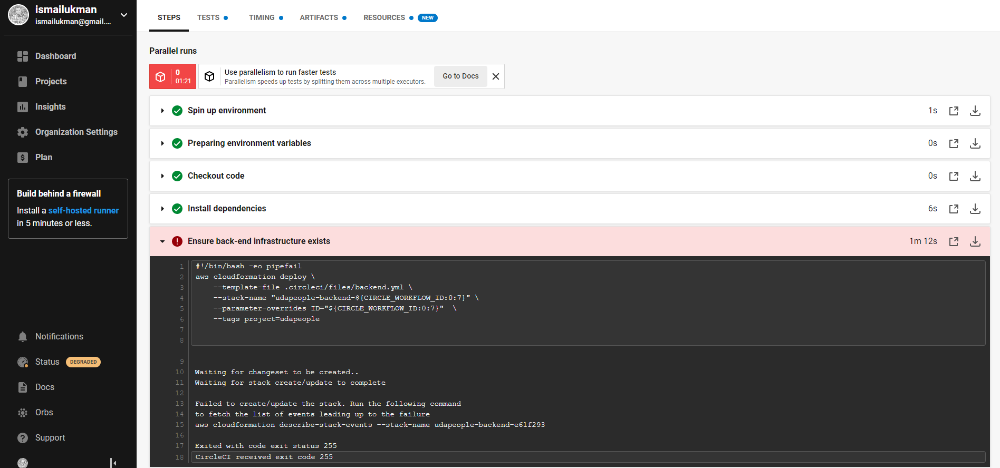 ismailukman
ismailukman@gmail....
Dashboard
Projects
Insights
Organization Settings
Plan
Build behind a firewall
Install a self-hosted runner
in 5 minutes or less.
Notifications
Status DEGRADED
Docs
Orbs
Support
STEPS TESTS TIMING ARTIFACTS RESOURCES NEW
Parallel runs
0
01:21
Use parallelism to run faster tests
Parallelism speeds up tests by splitting them across multiple executors.
Go to Docs
Spin up environment 1s
Preparing environment variables 0s
Checkout code 0s
Install dependencies 6s
Ensure back-end infrastructure exists 1m 12s
1 #!/bin/bash -eo pipefail
2 aws cloudformation deploy \
3 --template-file .circleci/files/backend.yml \
4 --stack-name "udapeople-backend-${CIRCLE_WORKFLOW_ID:0:7}" \
5 --parameter-overrides ID="${CIRCLE_WORKFLOW_ID:0:7}" \
6 --tags project=udapeople
7
8
9
10 Waiting for changeset to be created..
11 Waiting for stack create/update to complete
12
13 Failed to create/update the stack. Run the following command
14 to fetch the list of events leading up to the failure
15 aws cloudformation describe-stack-events --stack-name udapeople-backend-e61f293
16
17 Exited with code exit status 255
18 CircleCI received exit code 255